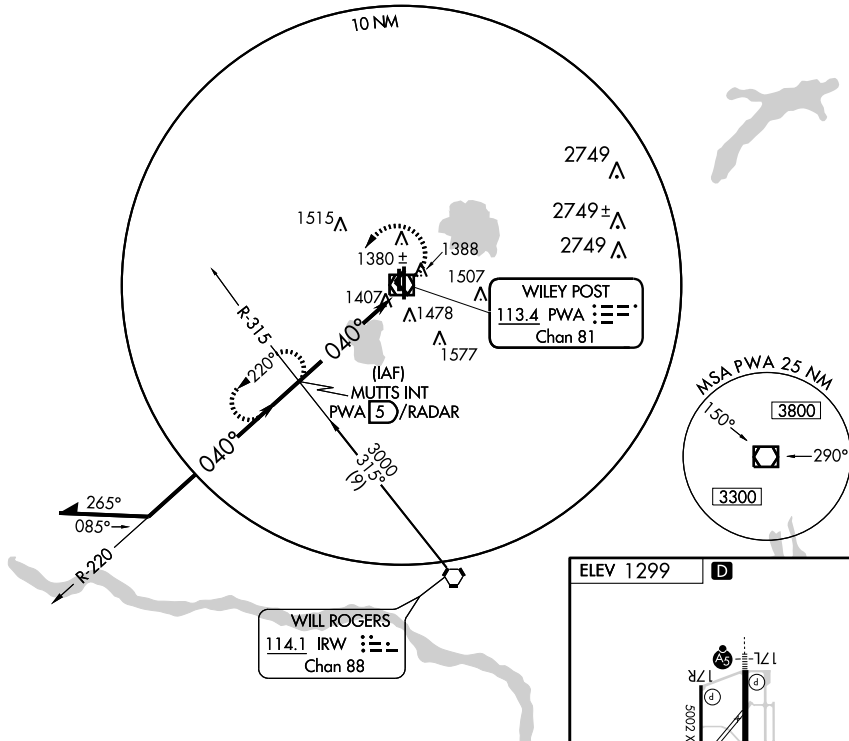 10 NM
2749
2749±
2749
1515
1380 ±
1388
1507
1407
1478
1577
WILEY POST
113.4 PWA
Chan 81
R-315
040°
220°
(IAF)
MUTTS INT
PWA 5 /RADAR
040°
3000
315°
(9)
265°
085°
R-220
MSA PWA 25 NM
150°
3800
290°
3300
WILL ROGERS
114.1 IRW
Chan 88
ELEV 1299 D
A5
17L
17R
P
P
5002 X